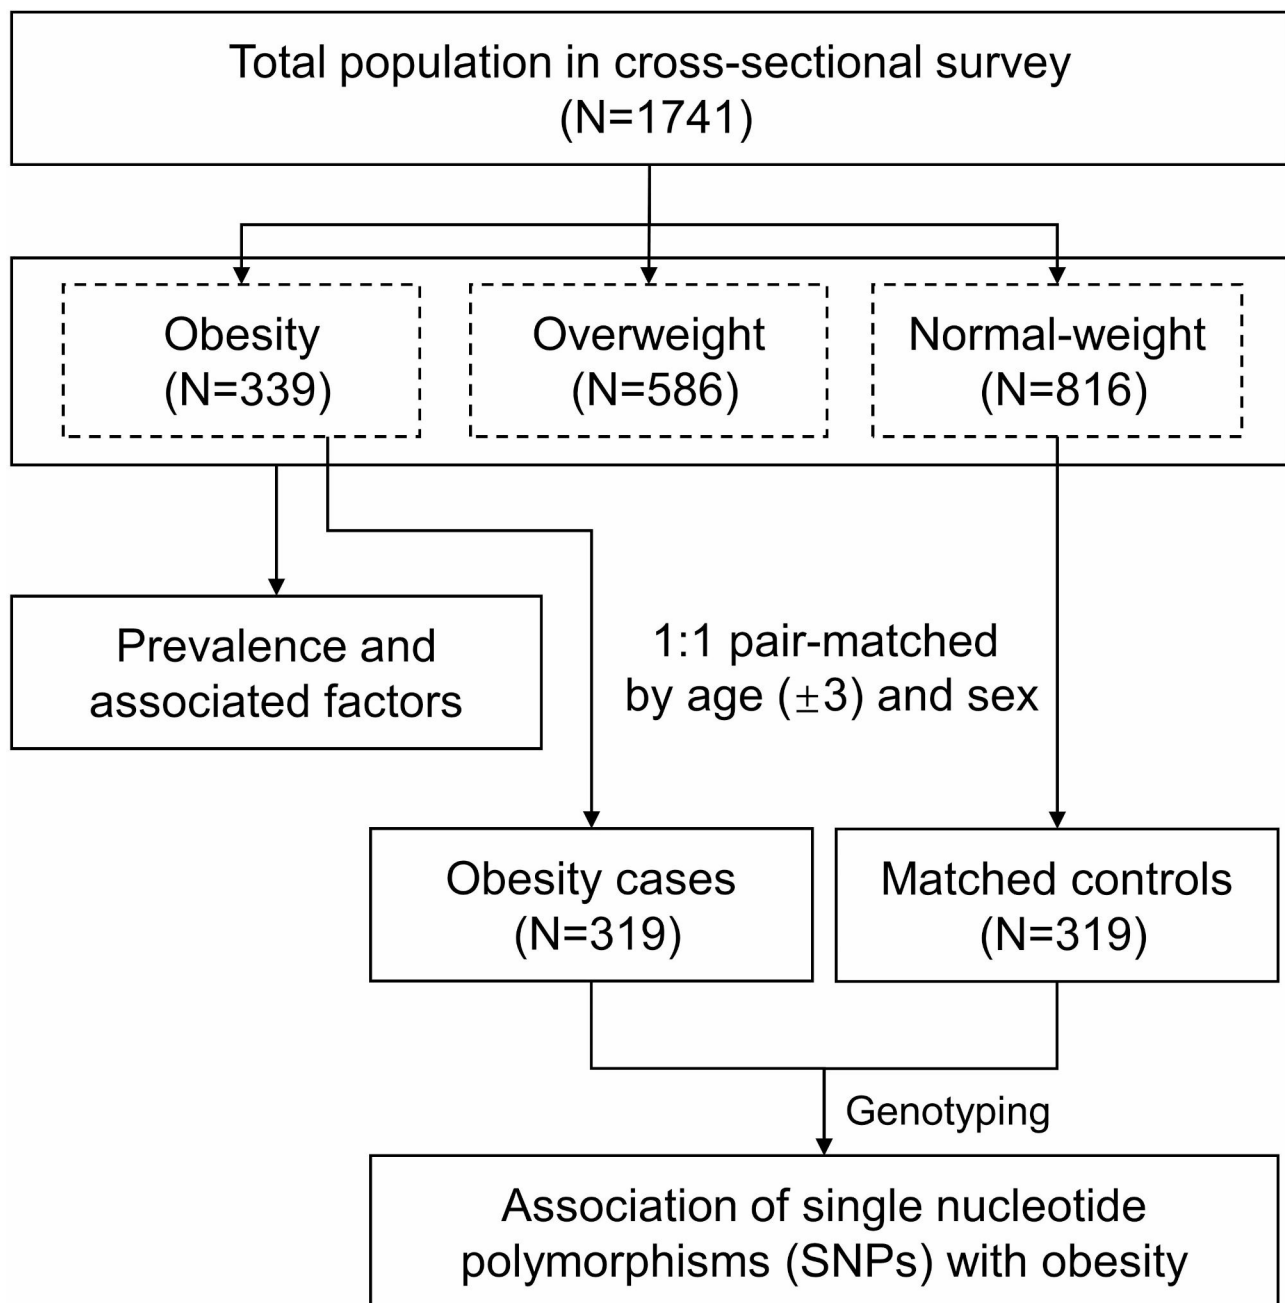 Total population in cross-sectional survey
(N=1741)
Obesity
(N=339)
Overweight
(N=586)
Normal-weight
(N=816)
Prevalence and
associated factors
1:1 pair-matched
by age (±3) and sex
Obesity cases
(N=319)
Matched controls
(N=319)
Genotyping
Association of single nucleotide
polymorphisms (SNPs) with obesity